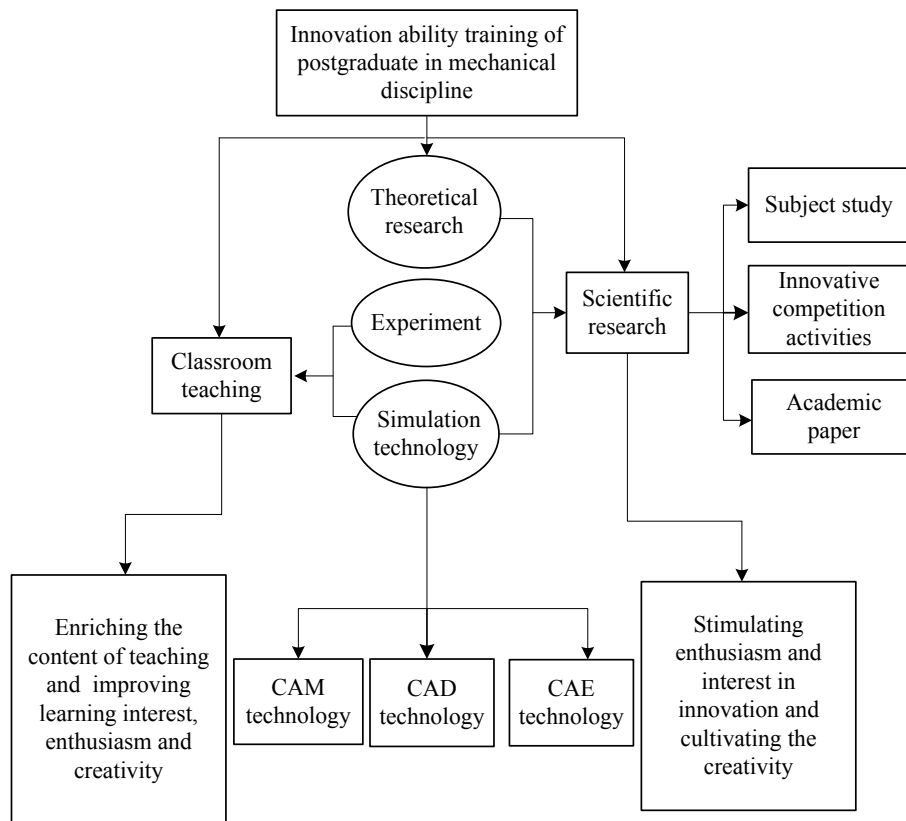 Innovation ability training of
postgraduate in mechanical
discipline
Theoretical
research
Subject study
Experiment
Scientific
research
Innovative
competition
activities
Classroom
teaching
Simulation
technology
Academic
paper
Enriching the
content of teaching
and improving
learning interest,
enthusiasm and
creativity
CAM
technology
CAD
technology
CAE
technology
Stimulating
enthusiasm and
interest in
innovation and
cultivating the
creativity